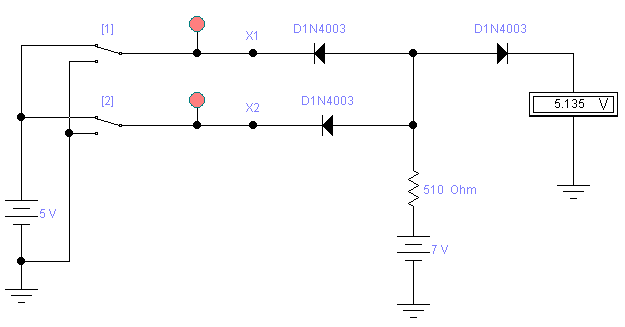 [1]
X1
D1N4003
D1N4003
[2]
X2
D1N4003
5.135 V
510 Ohm
5 V
7 V